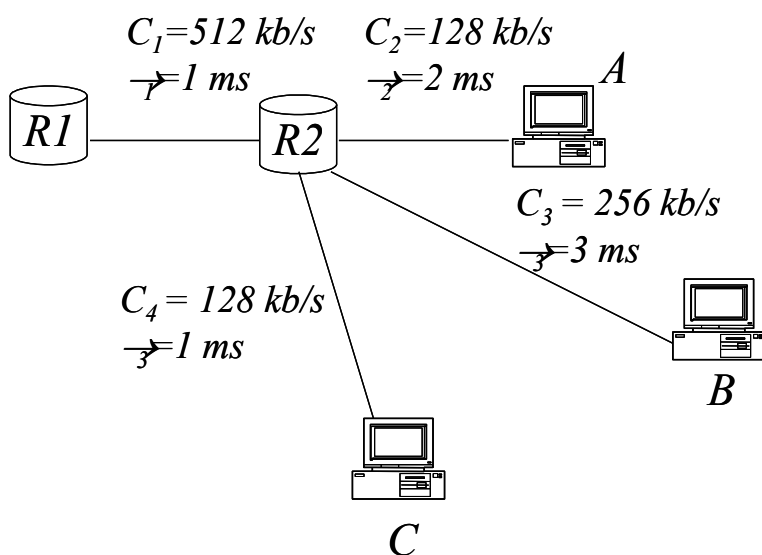 C₁=512 kb/s
→₁=1 ms
C₂=128 kb/s
→₂=2 ms
A
R1
R2
C₃ = 256 kb/s
→₃=3 ms
C₄ = 128 kb/s
→₃=1 ms
B
C